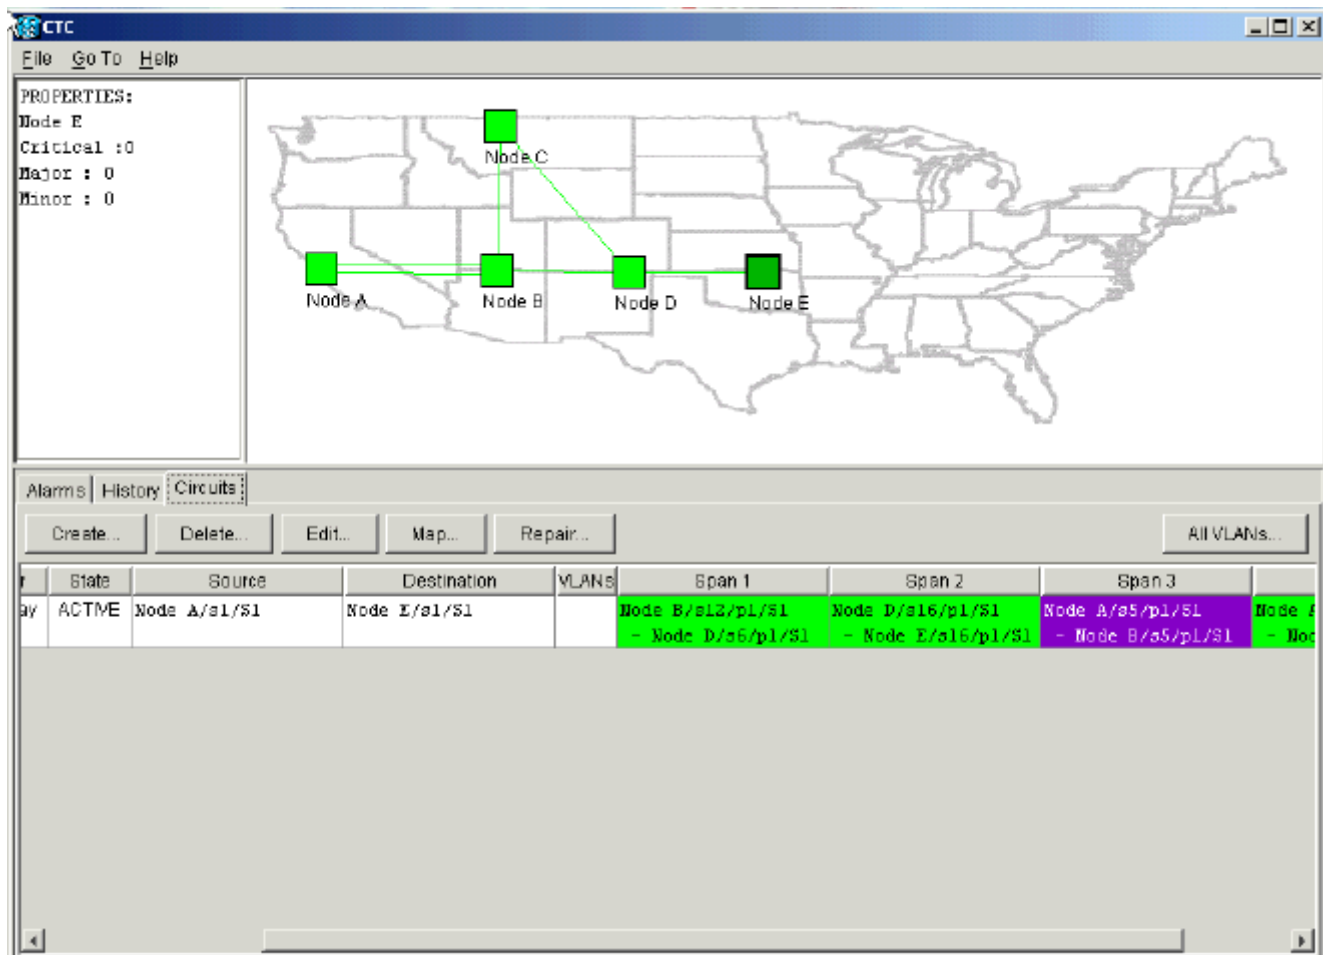 CTC
File Go To Help
PROPERTIES:
Node E
Critical :0
Major : 0
Minor : 0
Node C
Node A
Node B
Node D
Node E
Alarms History Circuits
Create... Delete... Edit... Map... Repair... All VLANs...
r State Source Destination VLANs Span 1 Span 2 Span 3
ay ACTIVE Node A/s1/S1 Node E/s1/S1 Node B/s12/p1/S1 Node D/s16/p1/S1 Node A/s5/p1/S1 Node
- Node D/s6/p1/S1 - Node E/s16/p1/S1 - Node B/s5/p1/S1 -